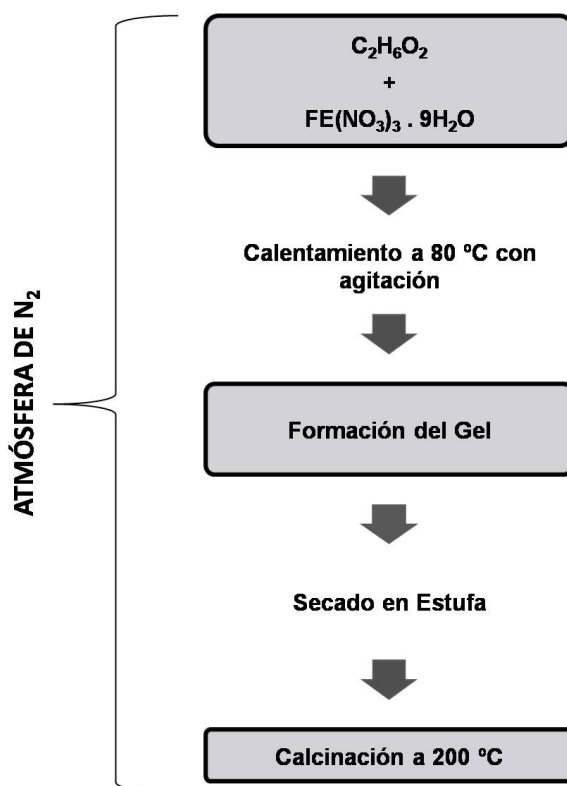 ATMÓSFERA DE N₂
C₂H₆O₂
+
FE(NO₃)₃ . 9H₂O
Calentamiento a 80 ºC con
agitación
Formación del Gel
Secado en Estufa
Calcinación a 200 ºC